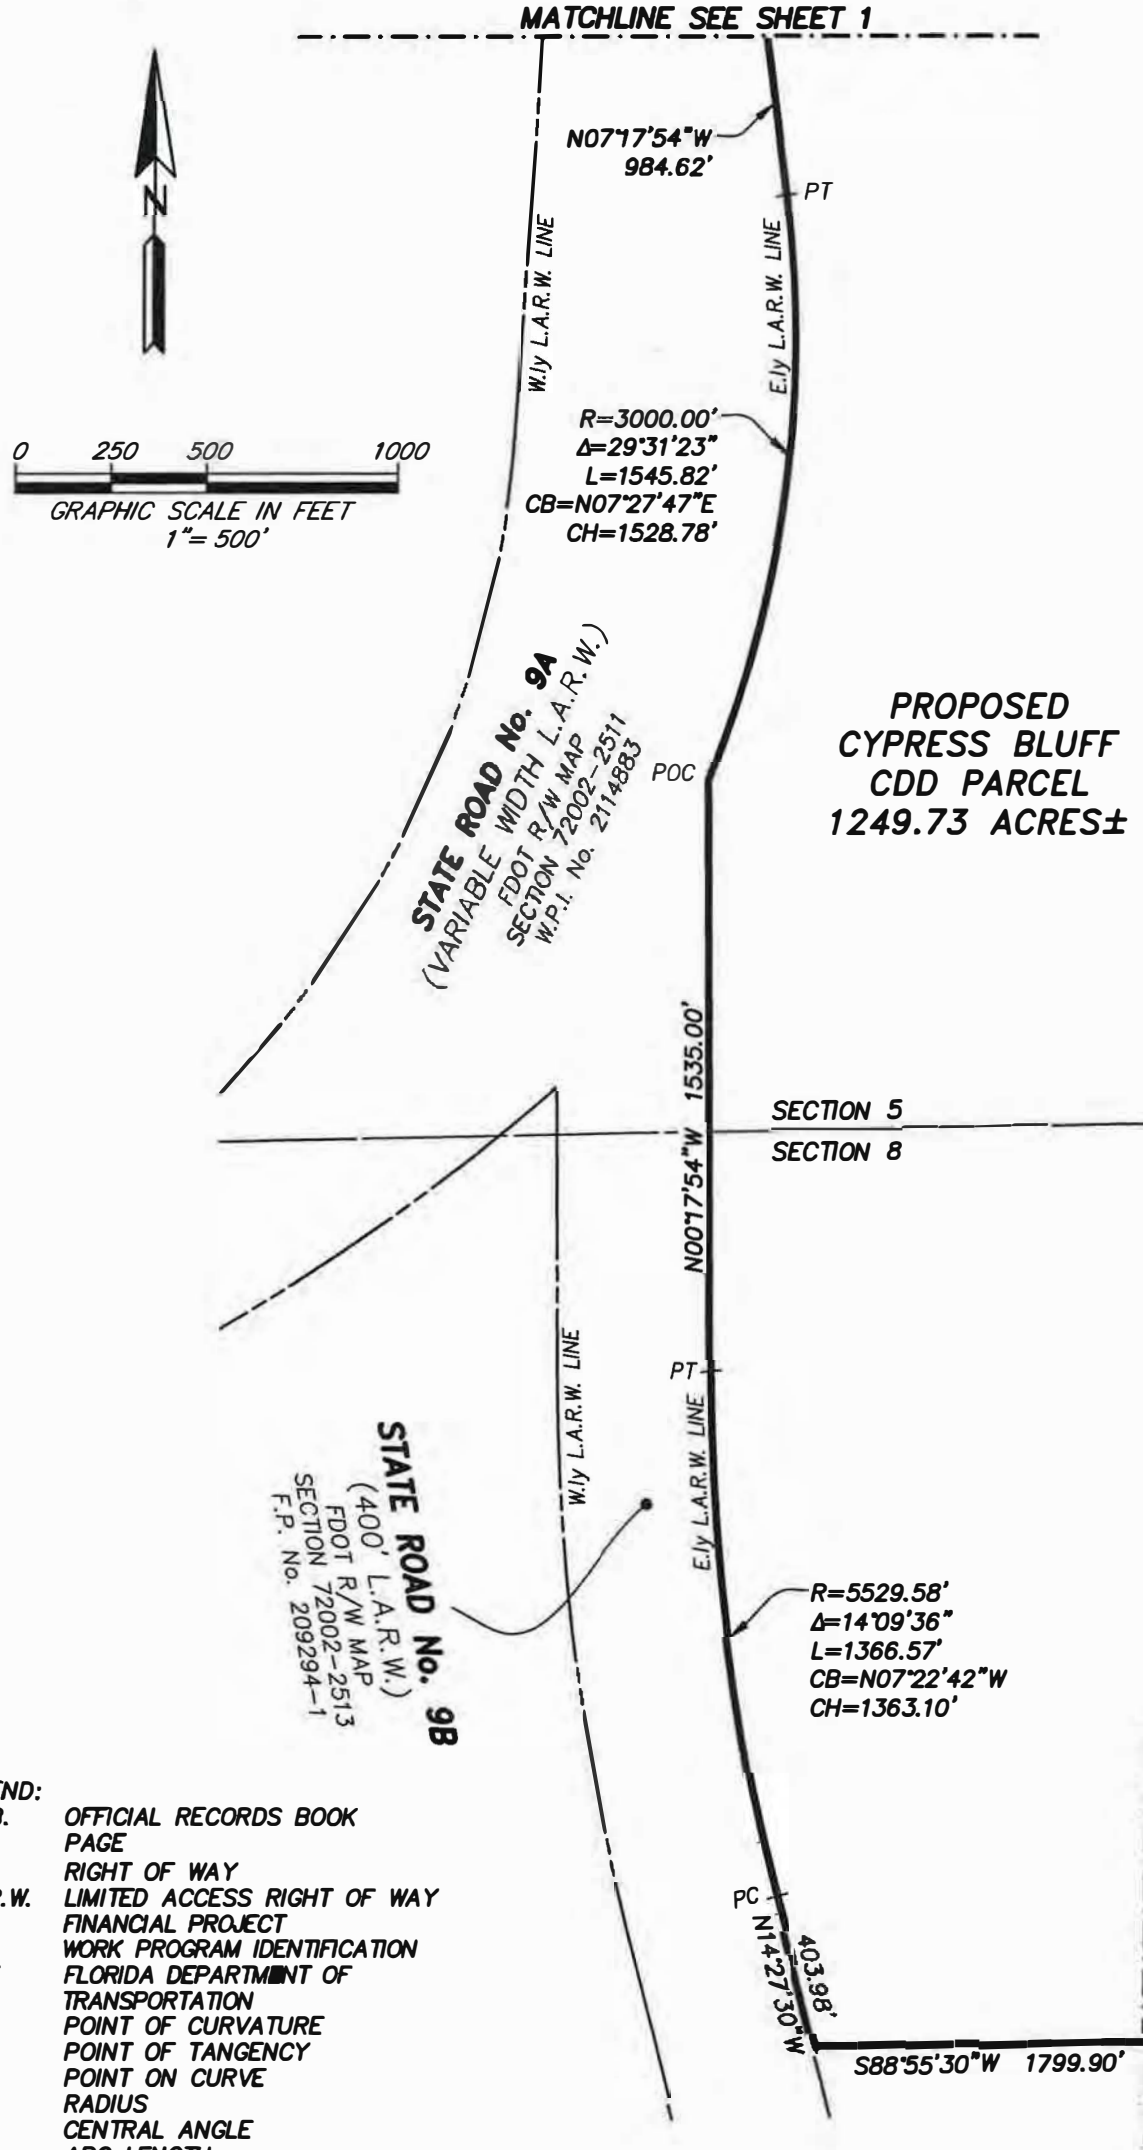 MATCHLINE SEE SHEET 1
N07°17'54"W
984.62'
PT
N
W.ly L.A.R.W. LINE
E.ly L.A.R.W. LINE
R=3000.00'
Δ=29°31'23"
L=1545.82'
CB=N07°27'47"E
CH=1528.78'
0 250 500 1000
GRAPHIC SCALE IN FEET
1"= 500'
STATE ROAD No. 9A
(VARIABLE WIDTH L.A.R.W.)
FDOT R/W MAP
SECTION 72002-2511
W.P.I. No. 2114883
PROPOSED
CYPRESS BLUFF
CDD PARCEL
1249.73 ACRES±
POC
N00°17'54"W 1535.00'
SECTION 5
SECTION 8
W.ly L.A.R.W. LINE
PT
E.ly L.A.R.W. LINE
STATE ROAD No. 9B
(400' L.A.R.W.)
FDOT R/W MAP
SECTION 72002-2513
F.P. No. 209294-1
R=5529.58'
Δ=14°09'36"
L=1366.57'
CB=N07°22'42"W
CH=1363.10'
PC
N14°27'30"W
403.98'
S88°55'30"W 1799.90'
END:
B. OFFICIAL RECORDS BOOK
PAGE
RIGHT OF WAY
R.W. LIMITED ACCESS RIGHT OF WAY
FINANCIAL PROJECT
WORK PROGRAM IDENTIFICATION
FLORIDA DEPARTMENT OF
TRANSPORTATION
POINT OF CURVATURE
POINT OF TANGENCY
POINT ON CURVE
RADIUS
CENTRAL ANGLE
ARC LENGTH